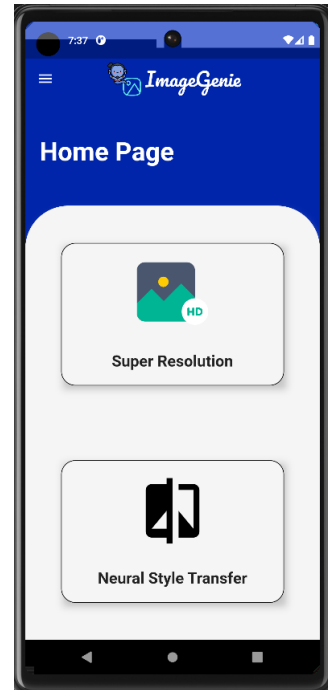 7:37
ImageGenie
Home Page
HD
Super Resolution
Neural Style Transfer